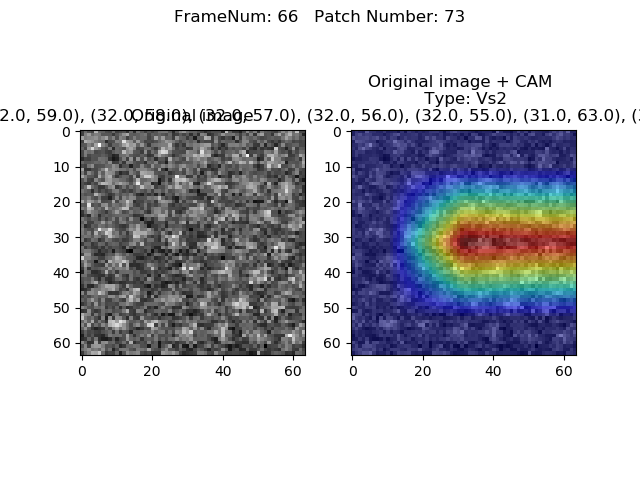 FrameNum: 66   Patch Number: 73
Original image + CAM
Type: Vs2
2.0, 59.0), (32.0, 58.0), (32.0, 57.0), (32.0, 56.0), (32.0, 55.0), (31.0, 63.0), (3
Original image
0
10
20
30
40
50
60
0 20 40 60
0
10
20
30
40
50
60
0 20 40 60